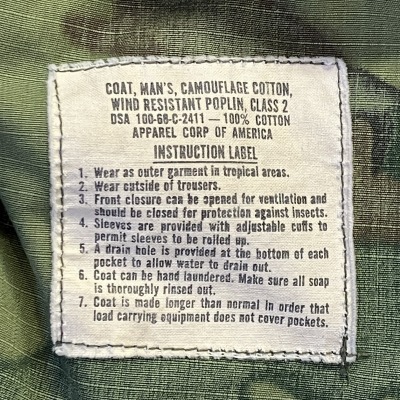 COAT, MAN'S, CAMOUFLAGE COTTON,
WIND RESISTANT POPLIN, CLASS 2
DSA 100-68-C-2411 — 100% COTTON
APPAREL CORP OF AMERICA
INSTRUCTION LABEL
1. Wear as outer garment in tropical areas.
2. Wear outside of trousers.
3. Front closure can be opened for ventilation and
should be closed for protection against insects.
4. Sleeves are provided with adjustable cuffs to
permit sleeves to be rolled up.
5. A drain hole is provided at the bottom of each
pocket to allow water to drain out.
6. Coat can be hand laundered. Make sure all soap
is thoroughly rinsed out.
7. Coat is made longer than normal in order that
load carrying equipment does not cover pockets.